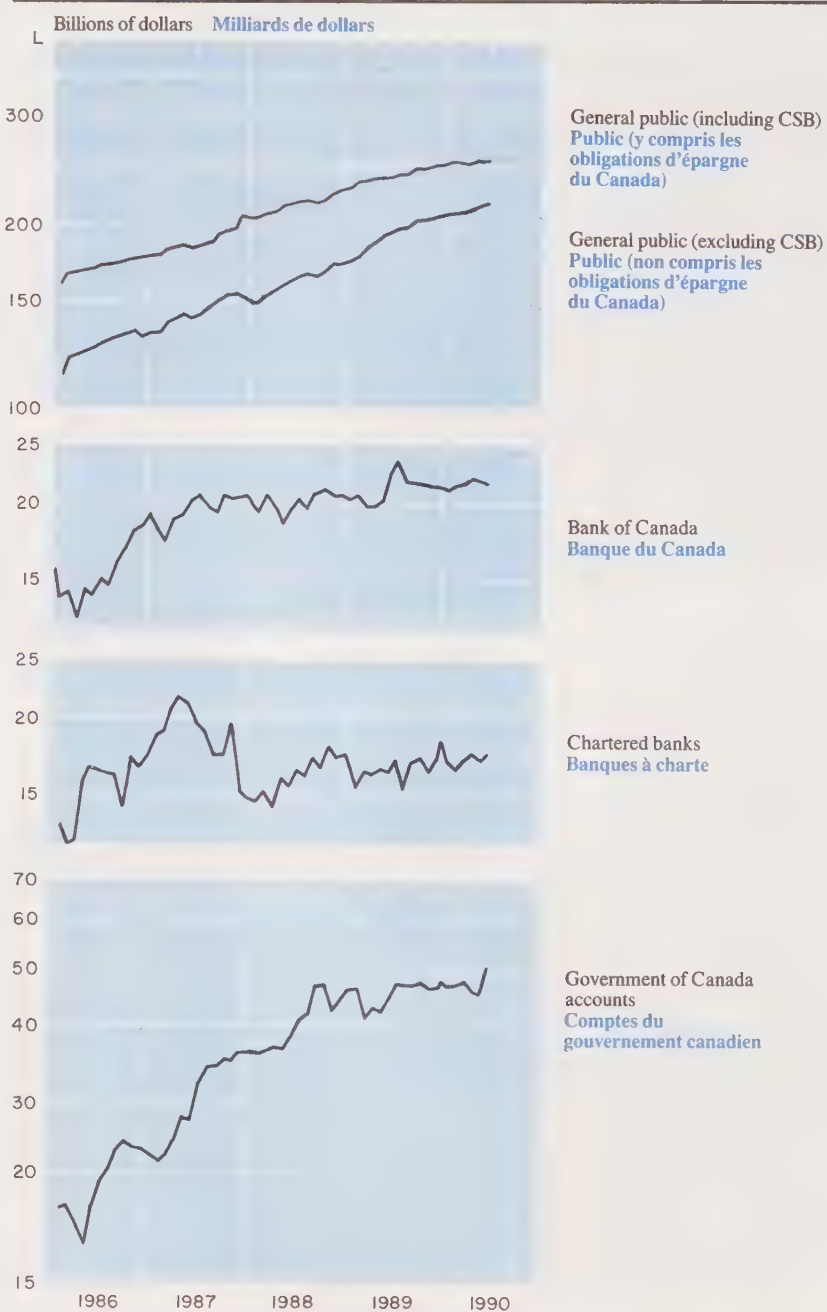 Billions of dollars Milliards de dollars
L
300
200
150
100
General public (including CSB)
Public (y compris les
obligations d'épargne
du Canada)
General public (excluding CSB)
Public (non compris les
obligations d'épargne
du Canada)
25
20
15
Bank of Canada
Banque du Canada
25
20
15
Chartered banks
Banques à charte
70
60
50
40
30
20
15
Government of Canada
accounts
Comptes du
gouvernement canadien
1986 1987 1988 1989 1990